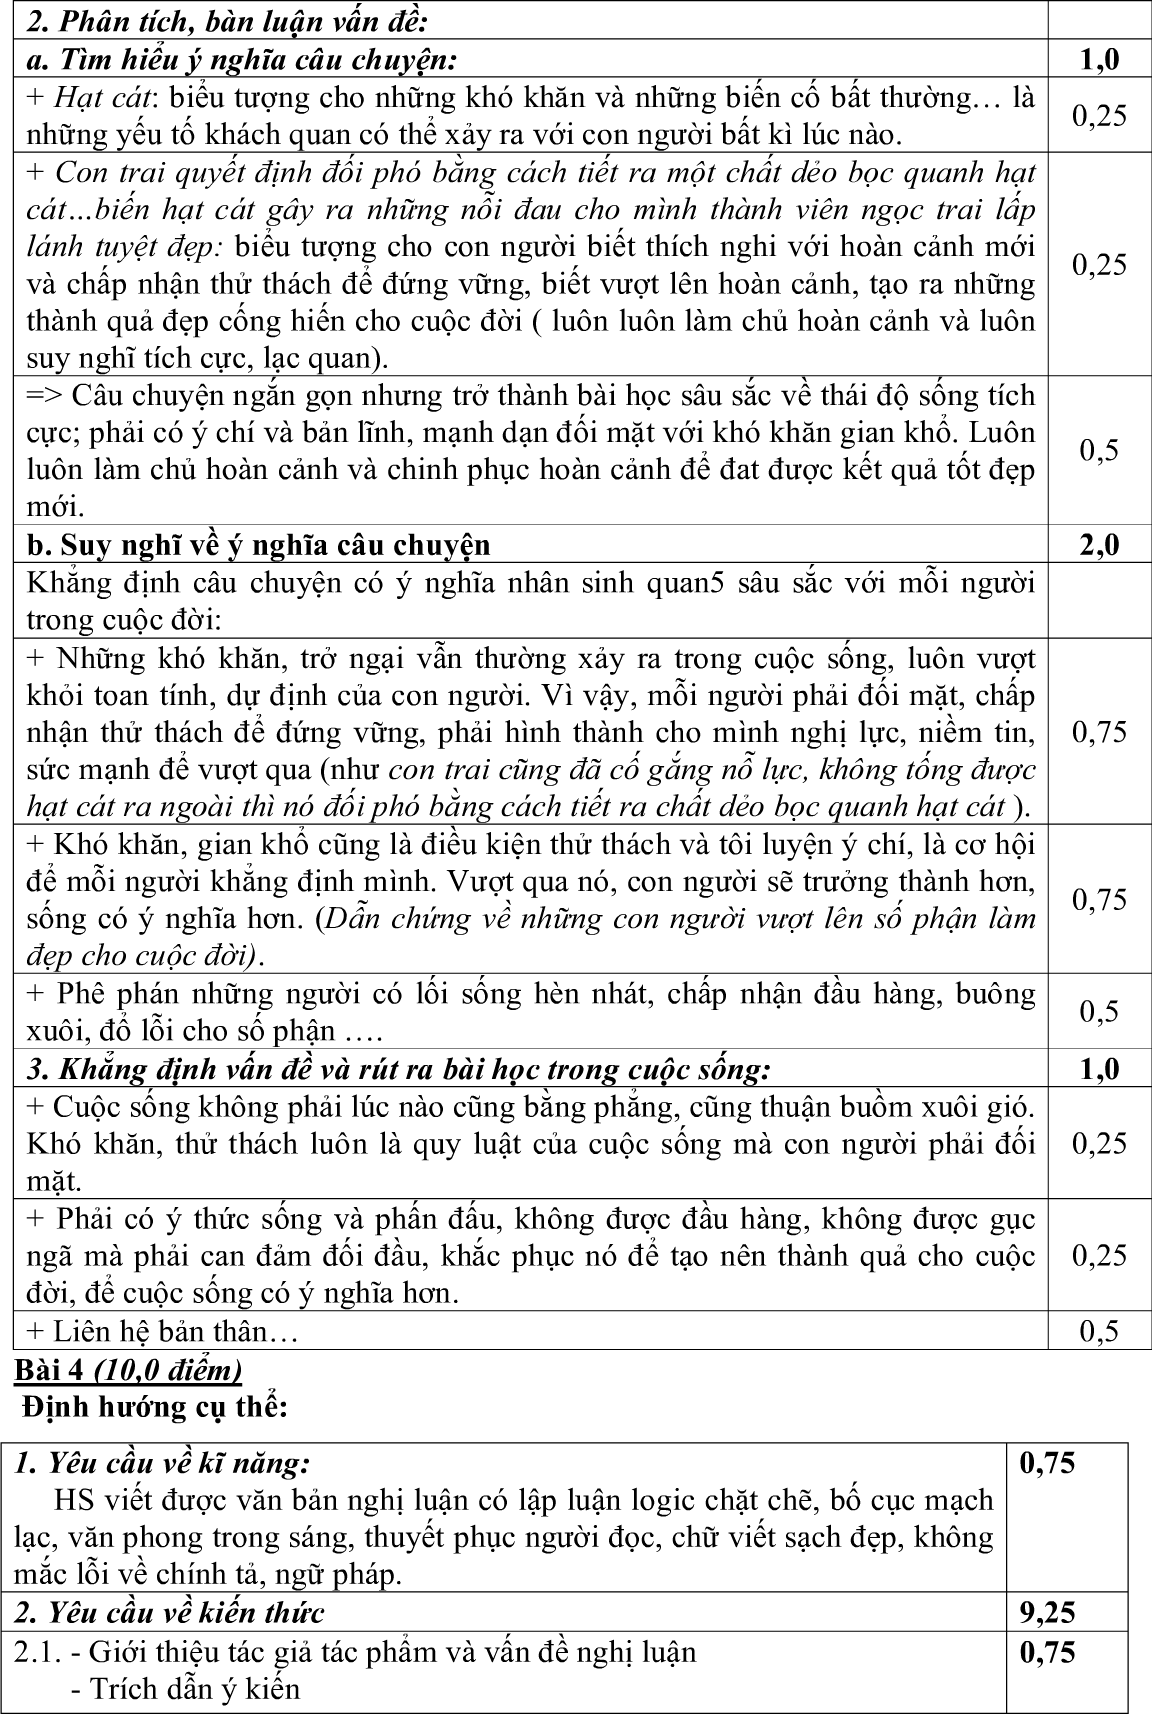 2. Phân tích, bàn luận vấn đề:
a. Tìm hiểu ý nghĩa câu chuyện: 1,0
+ Hạt cát: biểu tượng cho những khó khăn và những biến cố bất thường… là
những yếu tố khách quan có thể xảy ra với con người bất kì lúc nào.
0,25
+ Con trai quyết định đối phó bằng cách tiết ra một chất dẻo bọc quanh hạt
cát…biến hạt cát gây ra những nỗi đau cho mình thành viên ngọc trai lấp
lánh tuyệt đẹp: biểu tượng cho con người biết thích nghi với hoàn cảnh mới
và chấp nhận thử thách để đứng vững, biết vượt lên hoàn cảnh, tạo ra những
thành quả đẹp cống hiến cho cuộc đời ( luôn luôn làm chủ hoàn cảnh và luôn
suy nghĩ tích cực, lạc quan).
0,25
=> Câu chuyện ngắn gọn nhưng trở thành bài học sâu sắc về thái độ sống tích
cực; phải có ý chí và bản lĩnh, mạnh dạn đối mặt với khó khăn gian khổ. Luôn
luôn làm chủ hoàn cảnh và chinh phục hoàn cảnh để đat được kết quả tốt đẹp
mới.
0,5
b. Suy nghĩ về ý nghĩa câu chuyện 2,0
Khẳng định câu chuyện có ý nghĩa nhân sinh quan5 sâu sắc với mỗi người
trong cuộc đời:
+ Những khó khăn, trở ngại vẫn thường xảy ra trong cuộc sống, luôn vượt
khỏi toan tính, dự định của con người. Vì vậy, mỗi người phải đối mặt, chấp
nhận thử thách để đứng vững, phải hình thành cho mình nghị lực, niềm tin,
sức mạnh để vượt qua (như con trai cũng đã cố gắng nỗ lực, không tống được
hạt cát ra ngoài thì nó đối phó bằng cách tiết ra chất dẻo bọc quanh hạt cát ).
0,75
+ Khó khăn, gian khổ cũng là điều kiện thử thách và tôi luyện ý chí, là cơ hội
để mỗi người khẳng định mình. Vượt qua nó, con người sẽ trưởng thành hơn,
sống có ý nghĩa hơn. (Dẫn chứng về những con người vượt lên số phận làm
đẹp cho cuộc đời).
0,75
+ Phê phán những người có lối sống hèn nhát, chấp nhận đầu hàng, buông
xuôi, đổ lỗi cho số phận ….
0,5
3. Khẳng định vấn đề và rút ra bài học trong cuộc sống: 1,0
+ Cuộc sống không phải lúc nào cũng bằng phẳng, cũng thuận buồm xuôi gió.
Khó khăn, thử thách luôn là quy luật của cuộc sống mà con người phải đối
mặt.
0,25
+ Phải có ý thức sống và phấn đấu, không được đầu hàng, không được gục
ngã mà phải can đảm đối đầu, khắc phục nó để tạo nên thành quả cho cuộc
đời, để cuộc sống có ý nghĩa hơn.
0,25
+ Liên hệ bản thân… 0,5
Bài 4 (10,0 điểm)
Định hướng cụ thể:
1. Yêu cầu về kĩ năng: 0,75
HS viết được văn bản nghị luận có lập luận logic chặt chẽ, bố cục mạch
lạc, văn phong trong sáng, thuyết phục người đọc, chữ viết sạch đẹp, không
mắc lỗi về chính tả, ngữ pháp.
2. Yêu cầu về kiến thức 9,25
2.1. - Giới thiệu tác giả tác phẩm và vấn đề nghị luận 0,75
- Trích dẫn ý kiến